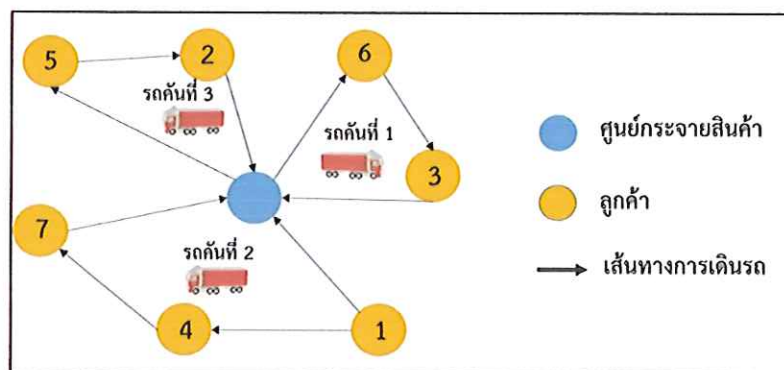 5
2
6
รถคันที่ 3
รถคันที่ 1
3
7
รถคันที่ 2
4
1
ศูนย์กระจายสินค้า
ลูกค้า
เส้นทางการเดินรถ